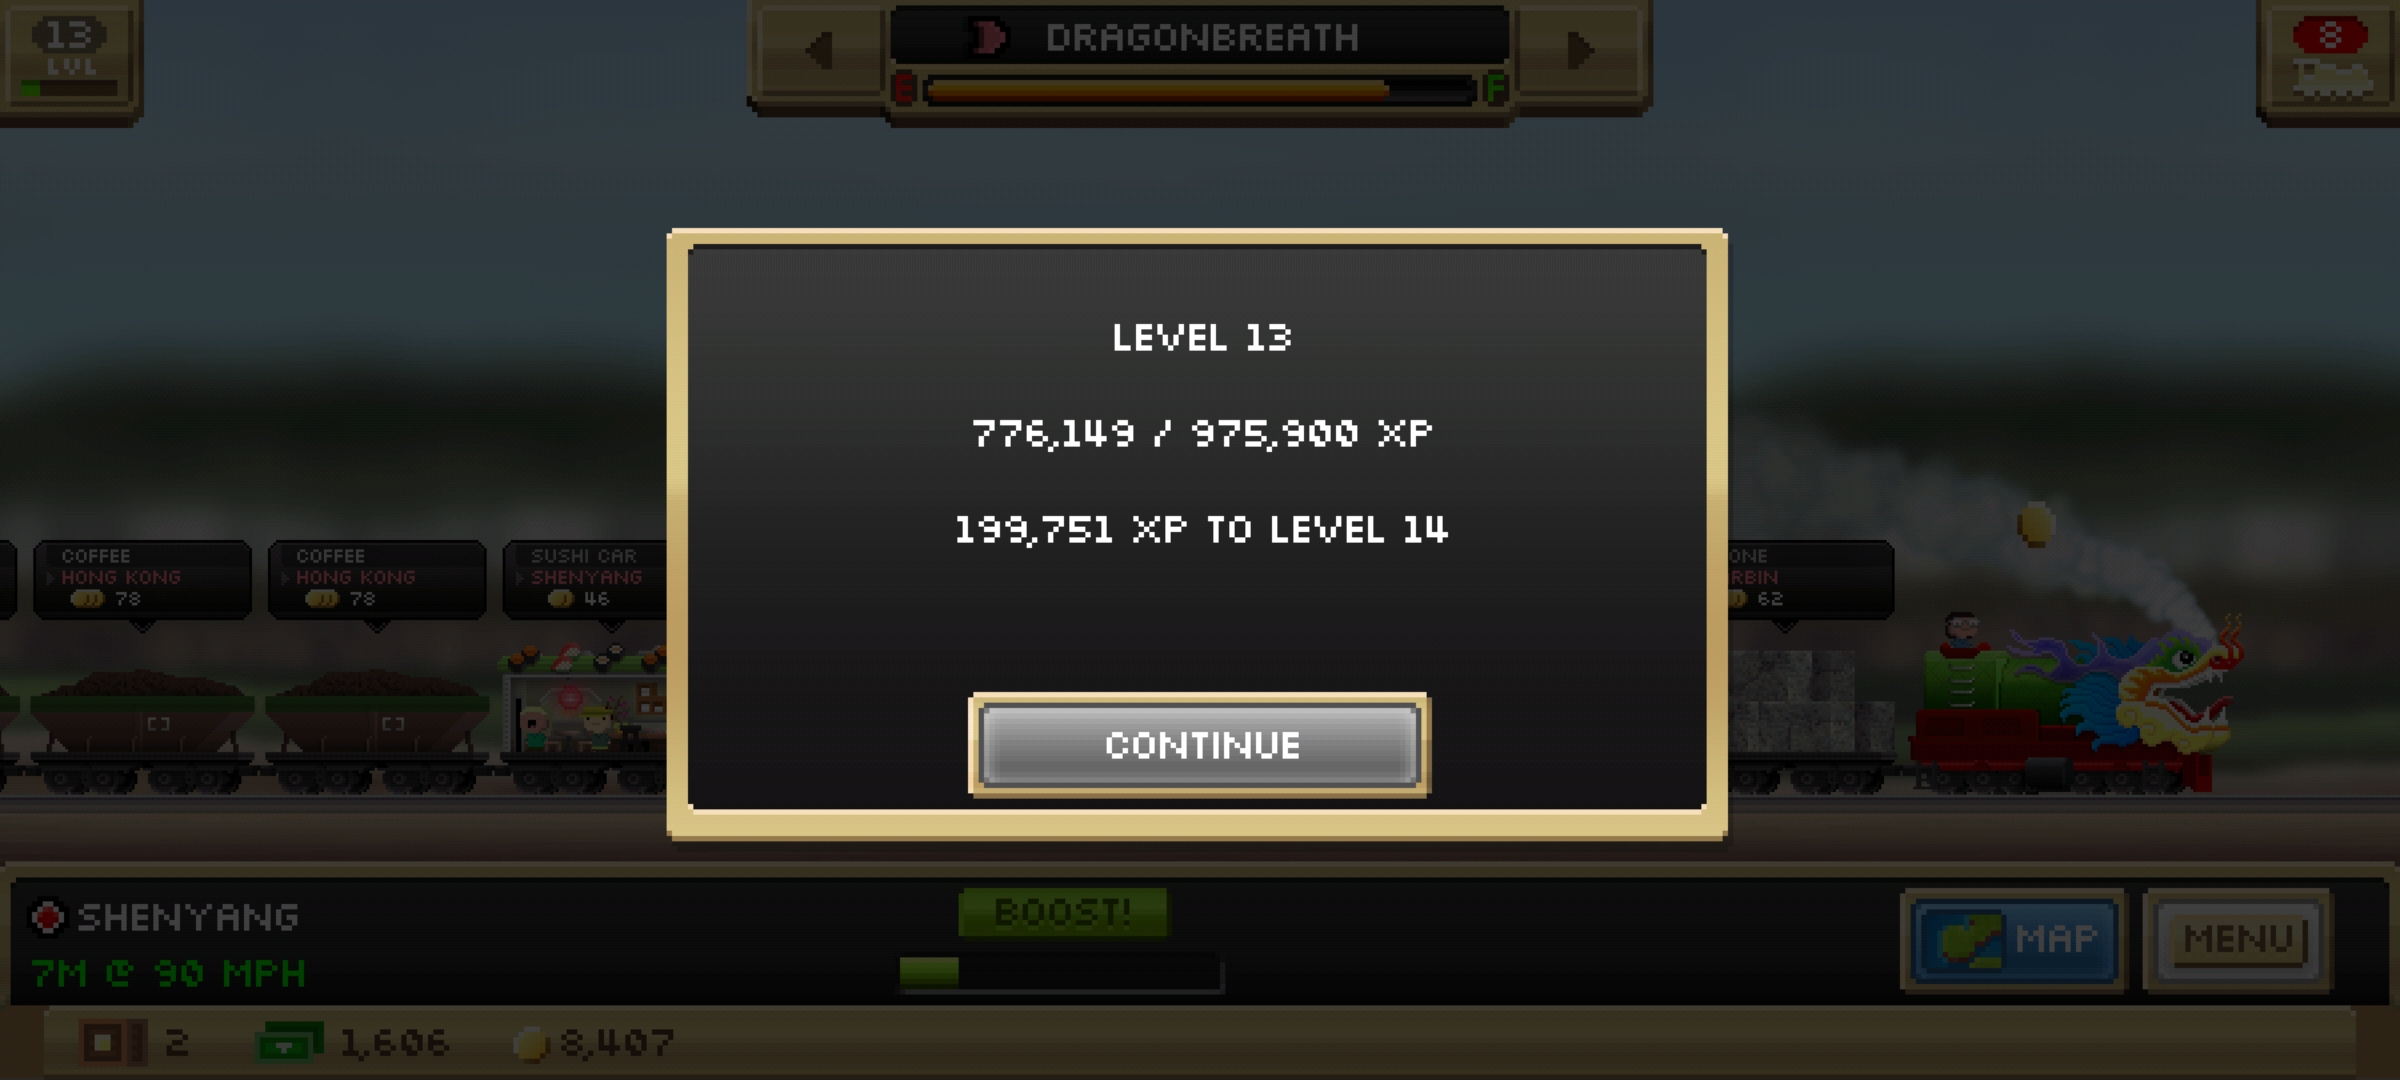 13
LVL
DRAGONBREATH
E
F
8
LEVEL 13
776,149 / 975,900 XP
199,751 XP TO LEVEL 14
CONTINUE
COFFEE
HONG KONG
78
COFFEE
HONG KONG
78
SUSHI CAR
SHENYANG
46
ONE
RBIN
62
SHENYANG
7M @ 90 MPH
BOOST!
MAP
MENU
2
1,606
8,407